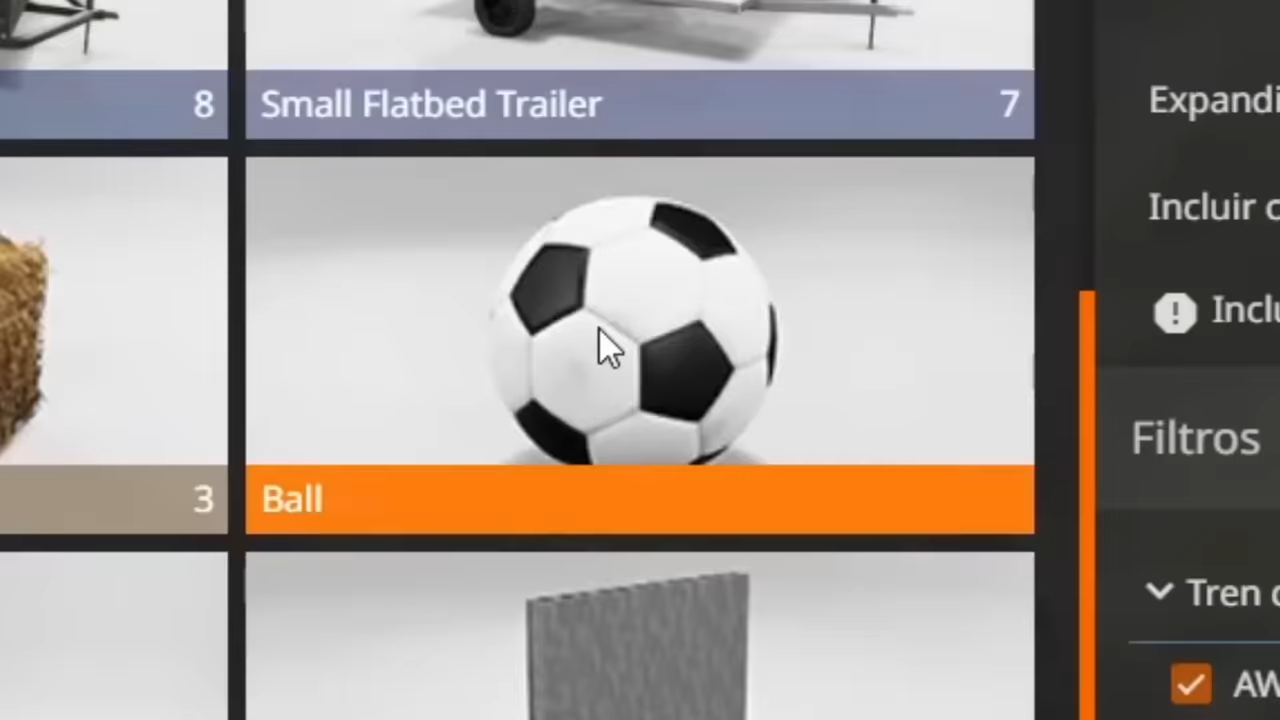 8
Small Flatbed Trailer 7
Expandi
Incluir
Inclu
3
Ball
Filtros
Tren
AW